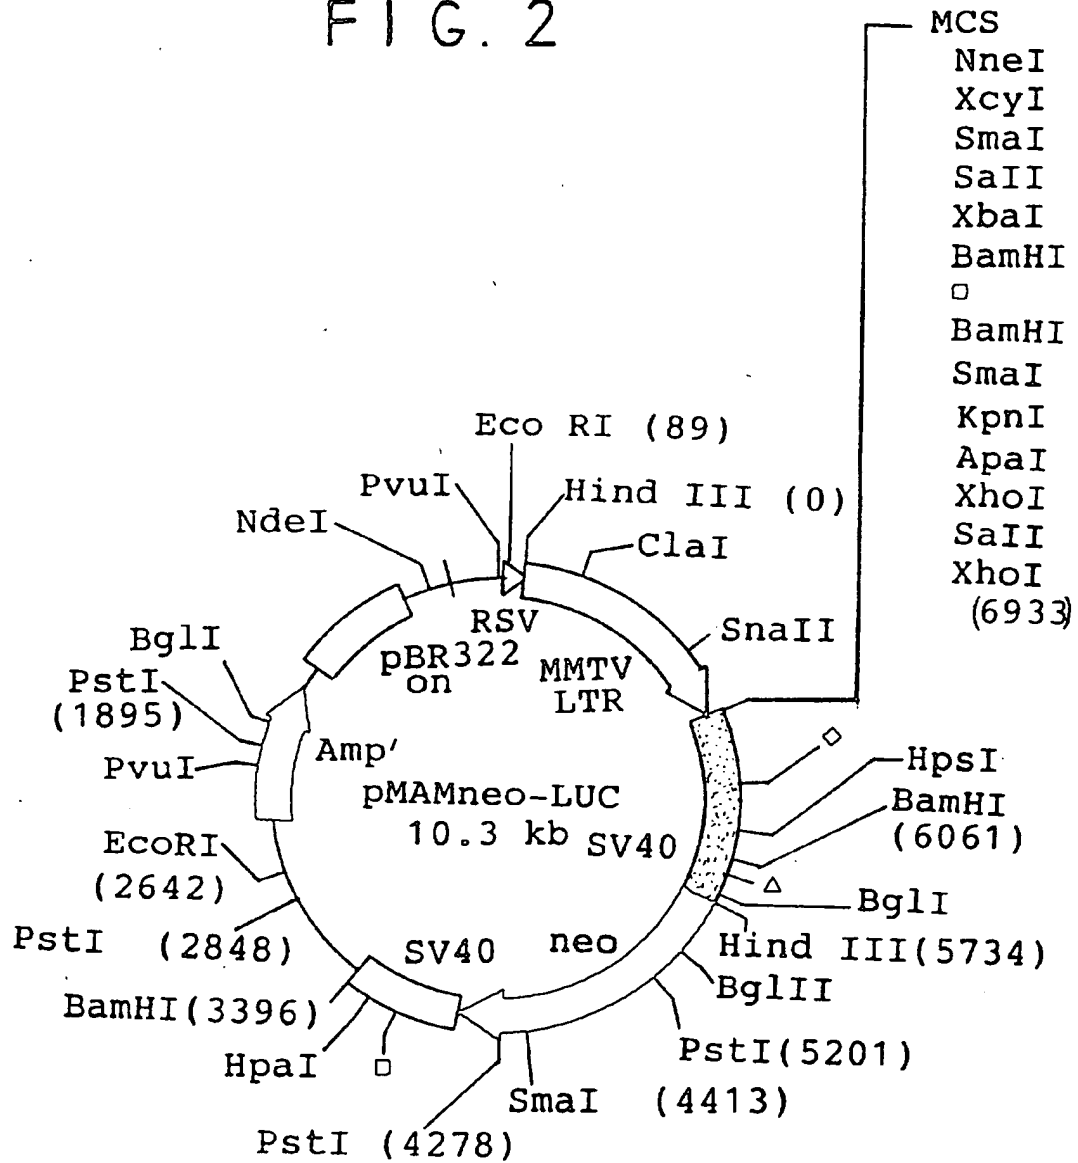 FIG. 2
MCS
NneI
XcyI
SmaI
SaII
XbaI
BamHI
□
BamHI
SmaI
KpnI
ApaI
XhoI
SaII
XhoI
(6933)
Eco RI (89)
PvuI
Hind III (0)
NdeI
ClaI
SnaII
RSV
pBR322
on
MMTV
LTR
BglI
PstI
(1895)
PvuI
Amp'
pMAMneo-LUC
10.3 kb
SV40
◇
HpsI
BamHI
(6061)
△
BglI
Hind III(5734)
EcoRI
(2642)
PstI (2848)
SV40
neo
BglII
BamHI(3396)
HpaI
□
PstI(5201)
SmaI (4413)
PstI (4278)